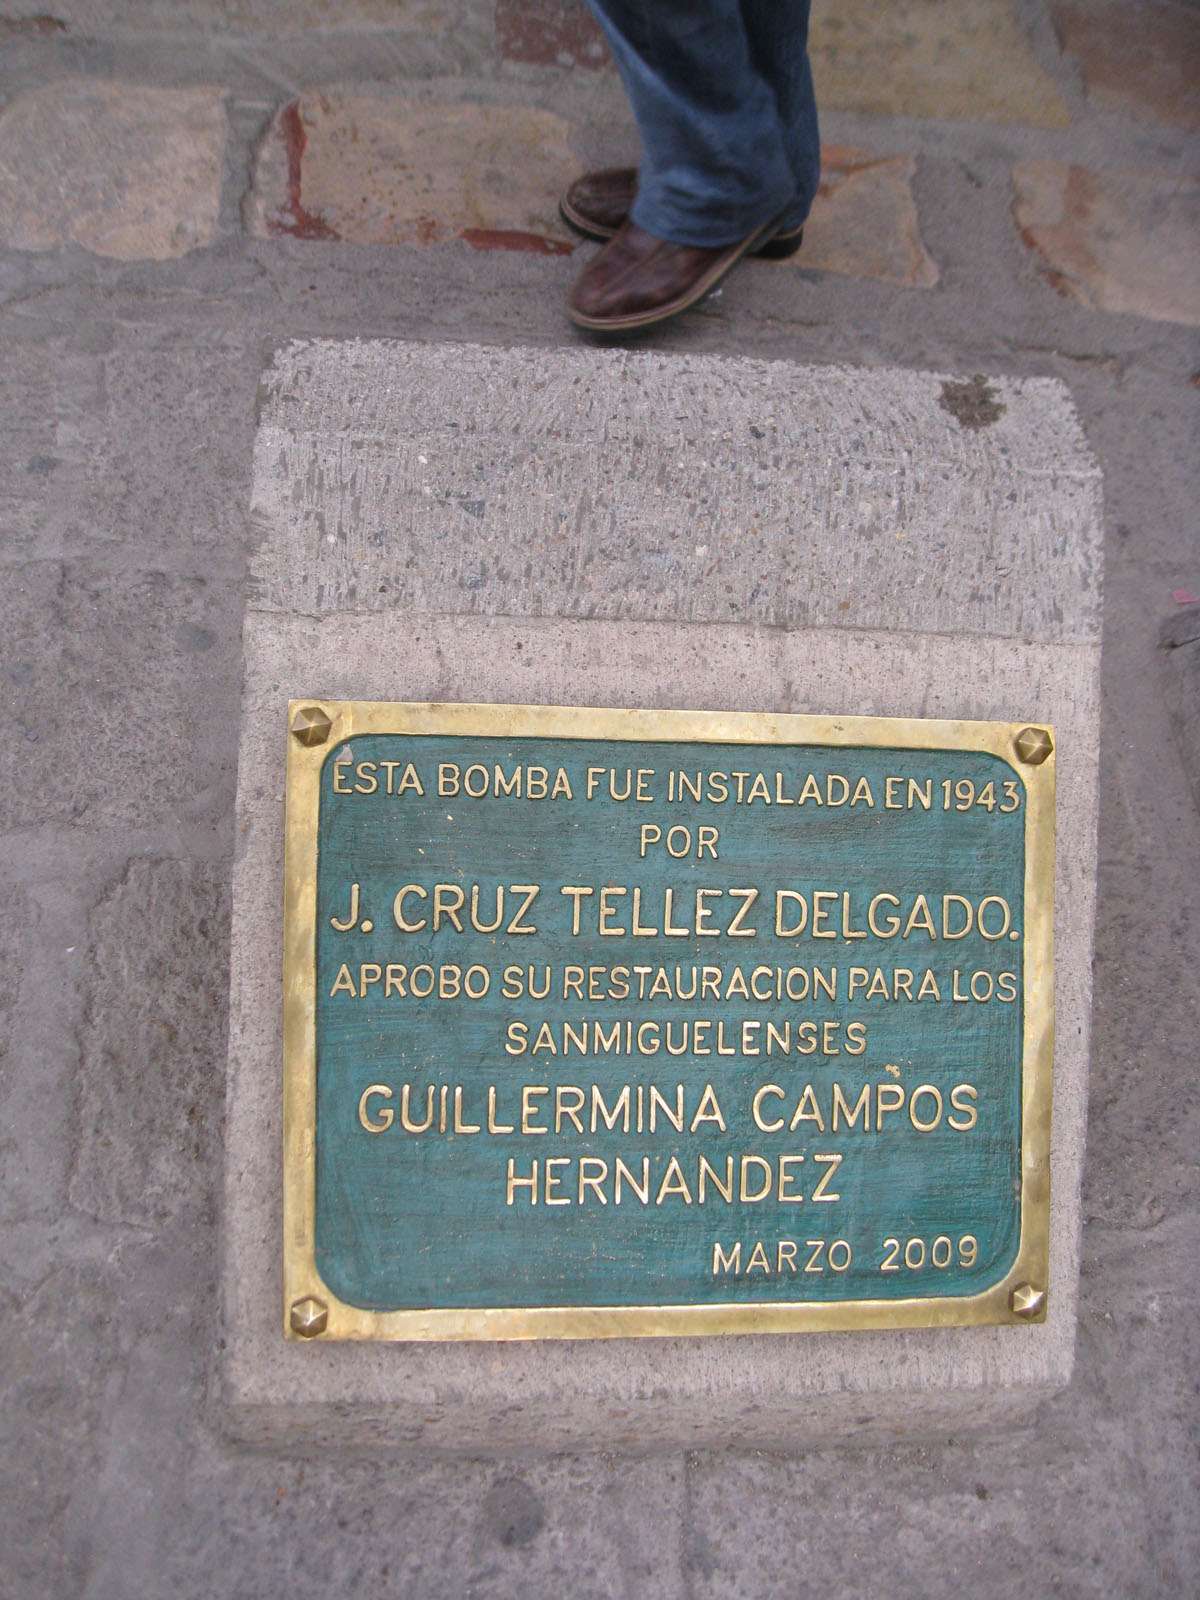 ESTA BOMBA FUE INSTALADA EN 1943
POR
J. CRUZ TELLEZ DELGADO.
APROBO SU RESTAURACION PARA LOS
SANMIGUELENSES
GUILLERMINA CAMPOS
HERNANDEZ
MARZO 2009